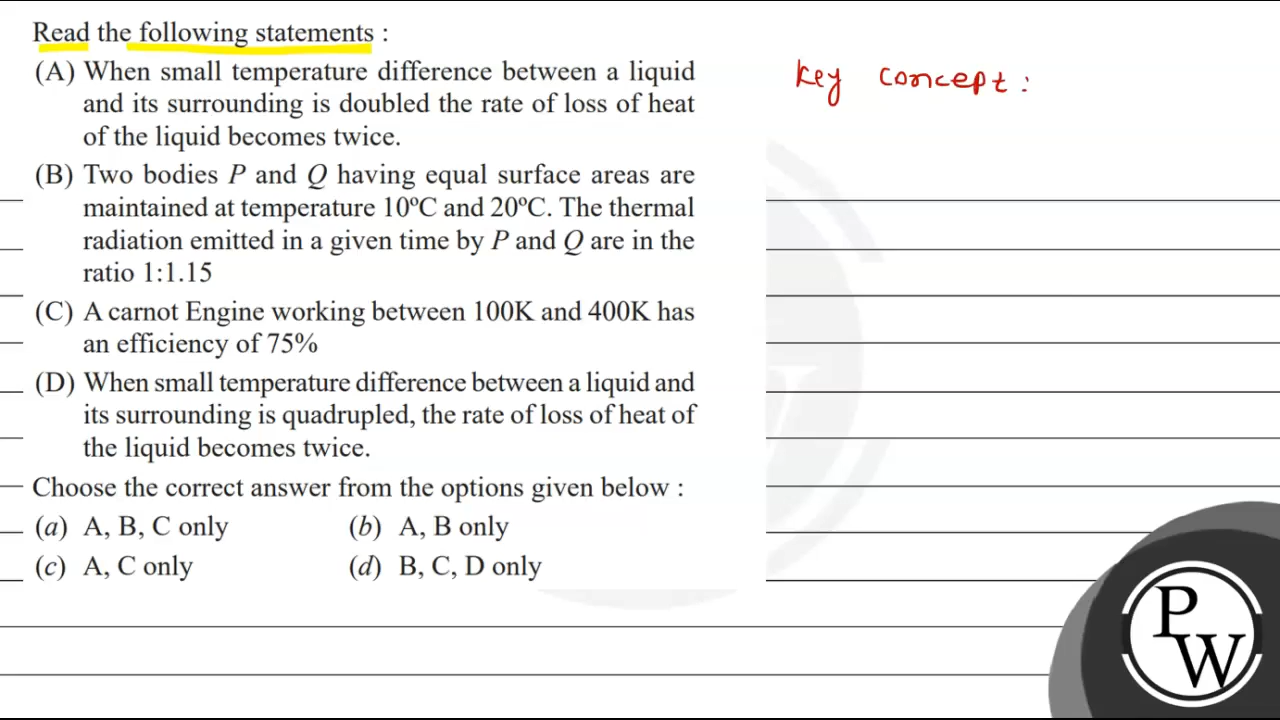 Read the following statements :
(A) When small temperature difference between a liquid
and its surrounding is doubled the rate of loss of heat
of the liquid becomes twice.
(B) Two bodies P and Q having equal surface areas are
maintained at temperature 10ºC and 20ºC. The thermal
radiation emitted in a given time by P and Q are in the
ratio 1:1.15
(C) A carnot Engine working between 100K and 400K has
an efficiency of 75%
(D) When small temperature difference between a liquid and
its surrounding is quadrupled, the rate of loss of heat of
the liquid becomes twice.
Choose the correct answer from the options given below :
(a) A, B, C only (b) A, B only
(c) A, C only (d) B, C, D only
Key concept :
P
W